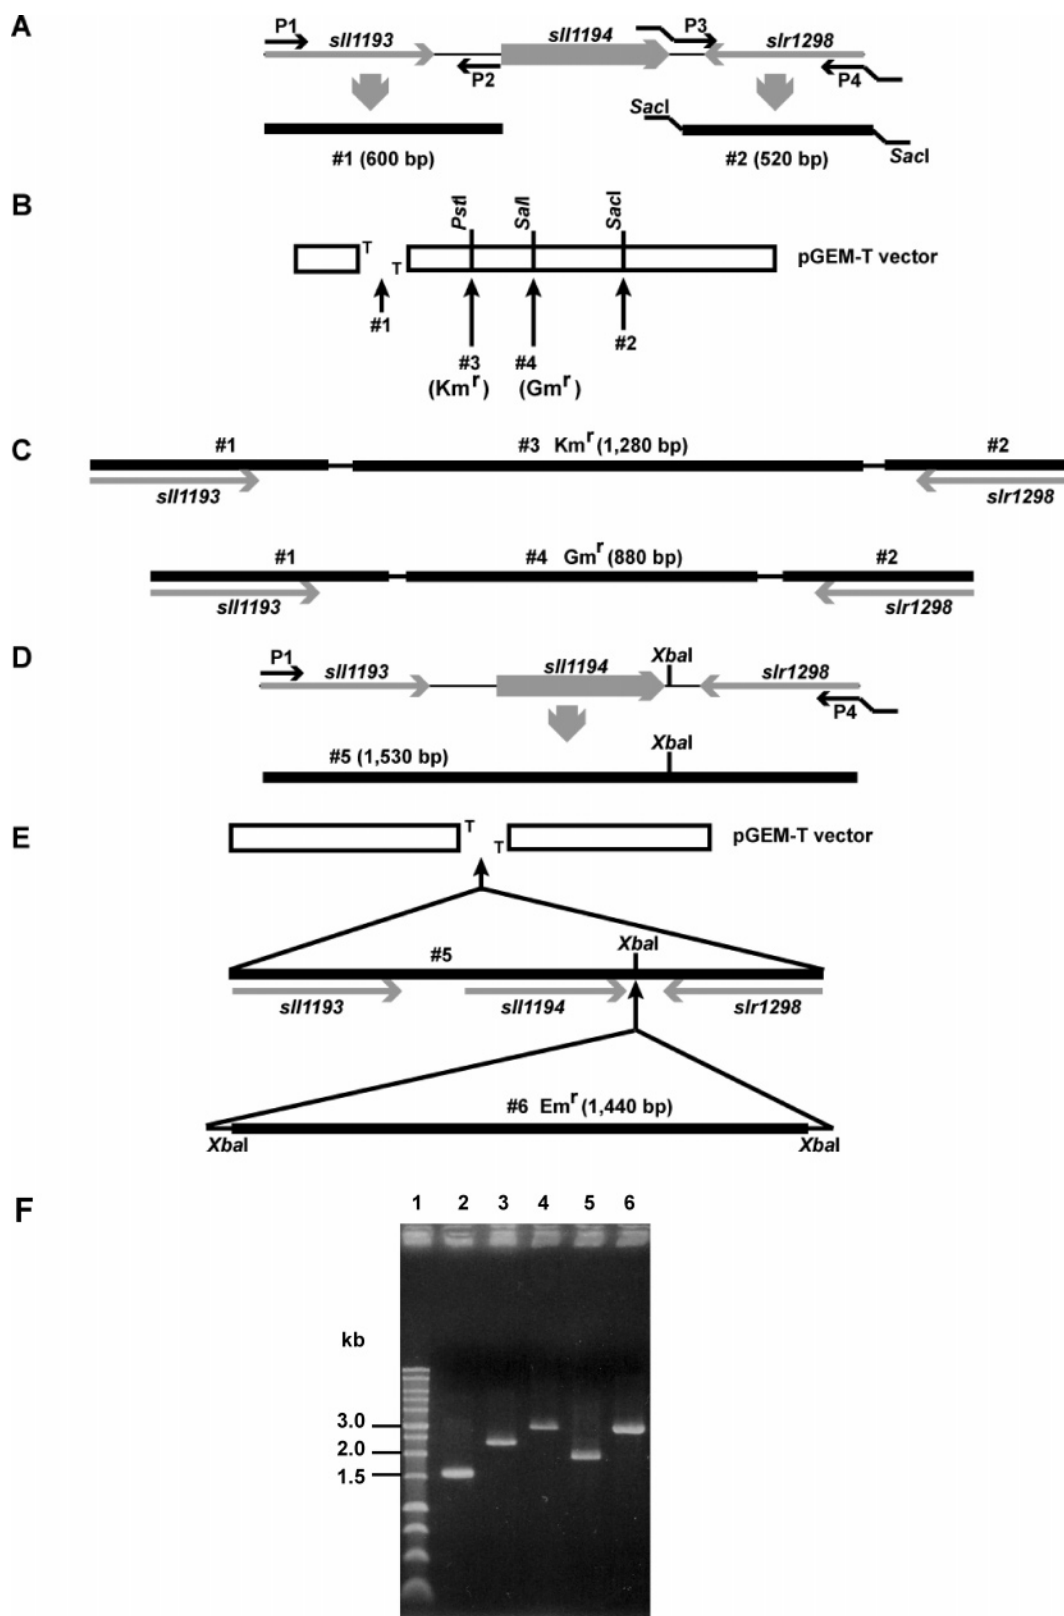 A
P1
sll1193
sll1194
P3
slr1298
P2
P4
SacI
#1 (600 bp)
#2 (520 bp)
SacI
B
PstI
SalI
SacI
T
T
pGEM-T vector
#1
#3
(Kmr)
#4
(Gmr)
#2
C
#1
#3 Kmr (1,280 bp)
#2
sll1193
slr1298
#1
#4 Gmr (880 bp)
#2
sll1193
slr1298
D
P1
sll1193
sll1194
XbaI
slr1298
P4
#5 (1,530 bp)
XbaI
E
T
T
pGEM-T vector
#5
XbaI
sll1193
sll1194
slr1298
#6 Emr (1,440 bp)
XbaI
XbaI
F
1 2 3 4 5 6
kb
3.0
2.0
1.5